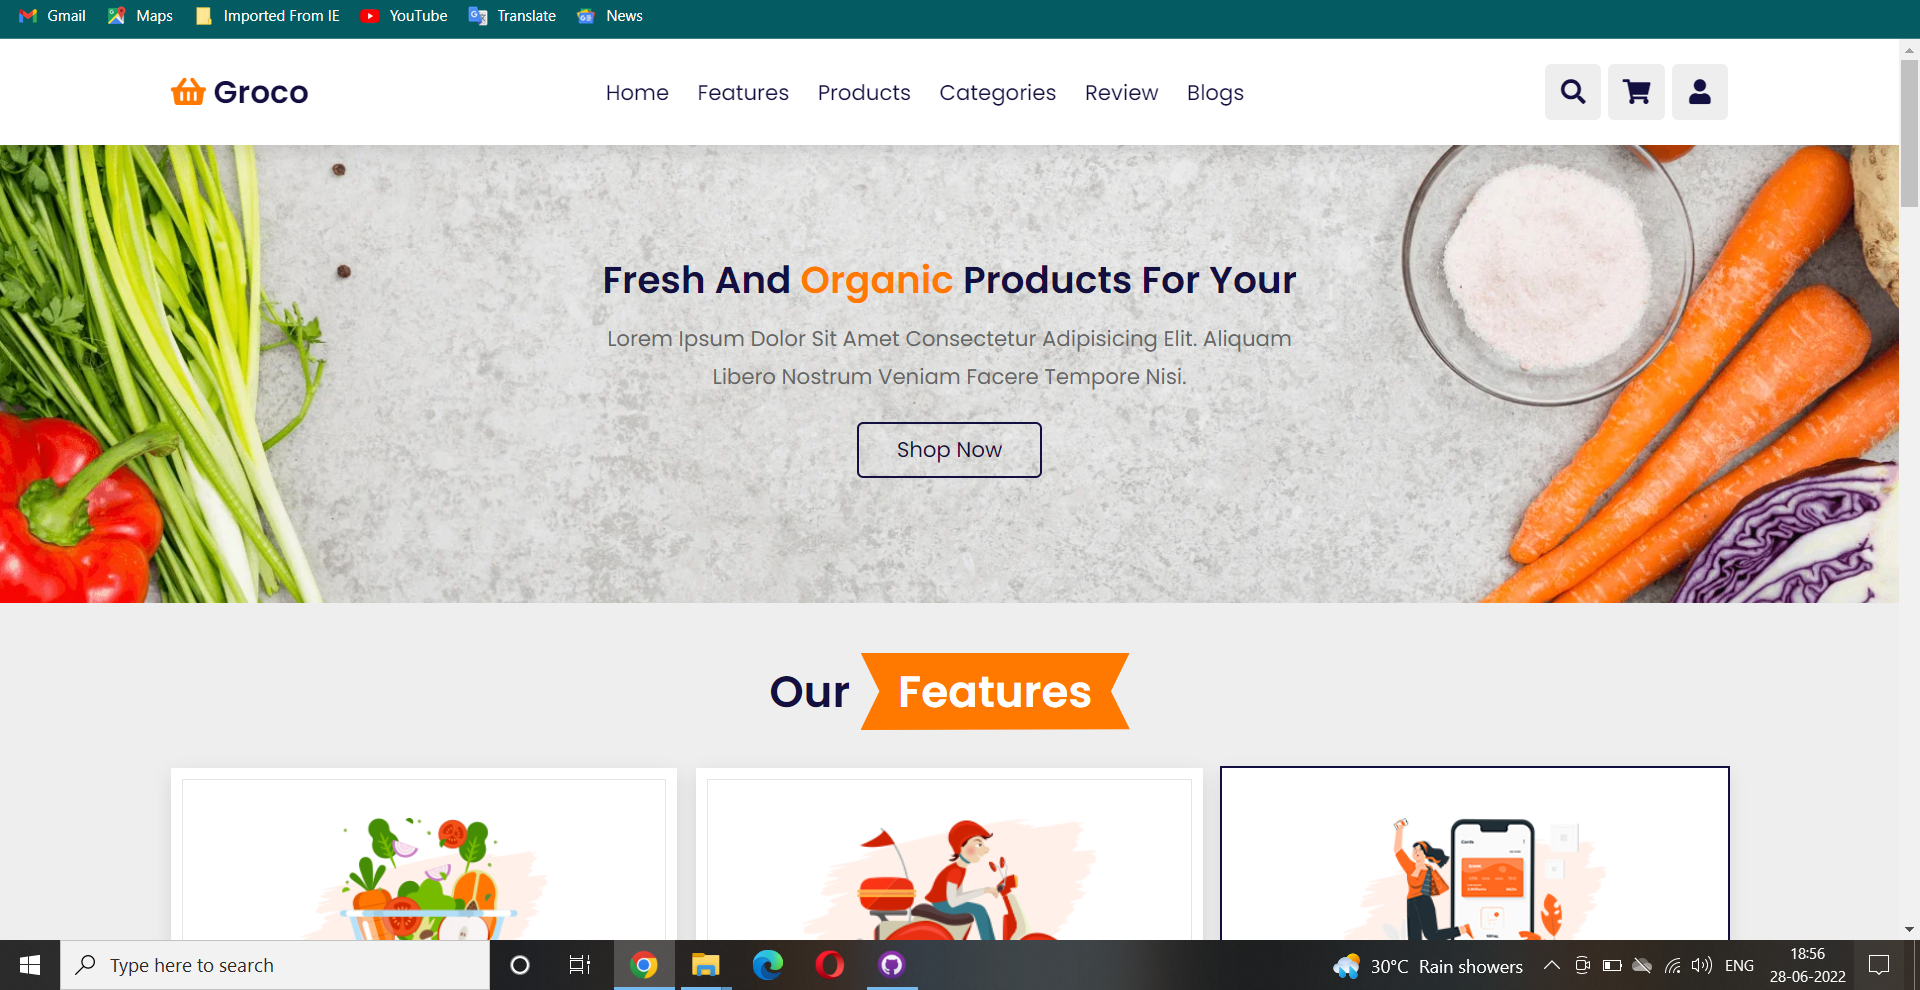 Gmail Maps Imported From IE YouTube Translate News
Groco Home Features Products Categories Review Blogs
Fresh And Organic Products For Your
Lorem Ipsum Dolor Sit Amet Consectetur Adipisicing Elit. Aliquam
Libero Nostrum Veniam Facere Tempore Nisi.
Shop Now
Our Features
Type here to search 30°C Rain showers ENG 18:56
28-06-2022